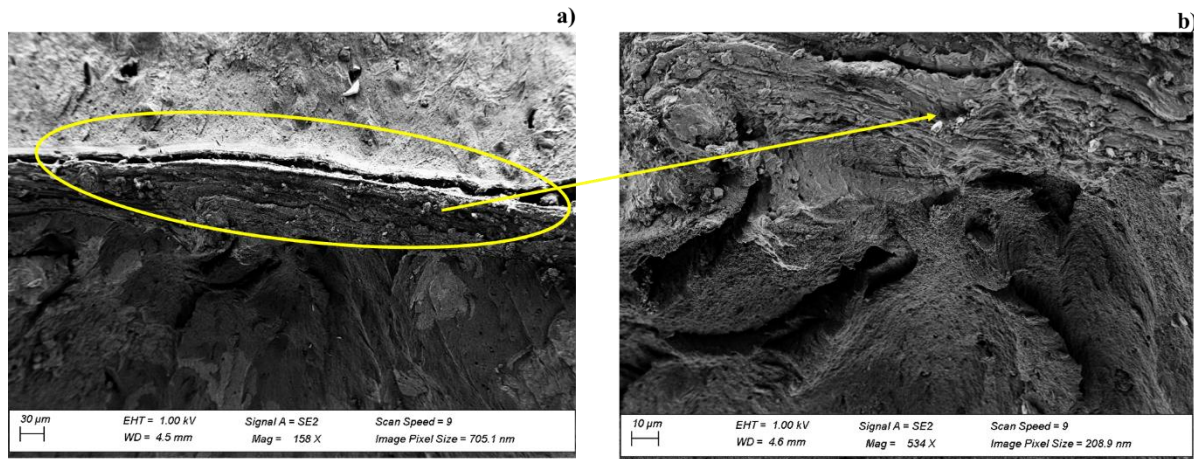 a)
30 µm
EHT = 1.00 kV
Signal A = SE2
Scan Speed = 9
WD = 4.5 mm
Mag = 158 X
Image Pixel Size = 705.1 nm
b)
10 µm
EHT = 1.00 kV
Signal A = SE2
Scan Speed = 9
WD = 4.6 mm
Mag = 534 X
Image Pixel Size = 208.9 nm